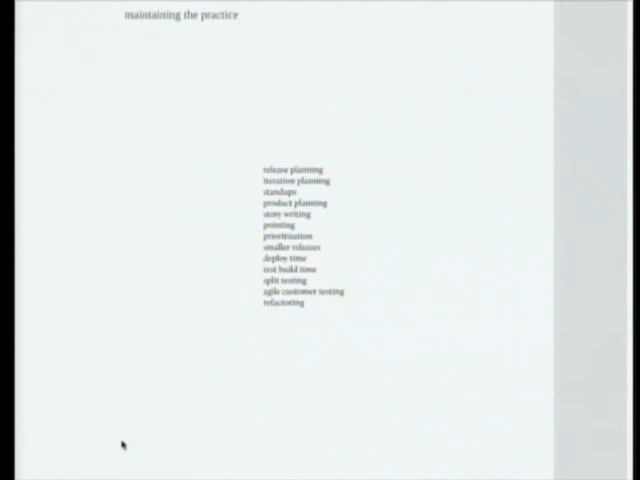 maintaining the practice
release planning
iteration planning
standups
product planning
story writing
pointing
prioritization
smaller releases
deploy time
test build time
split testing
agile customer testing
refactoring